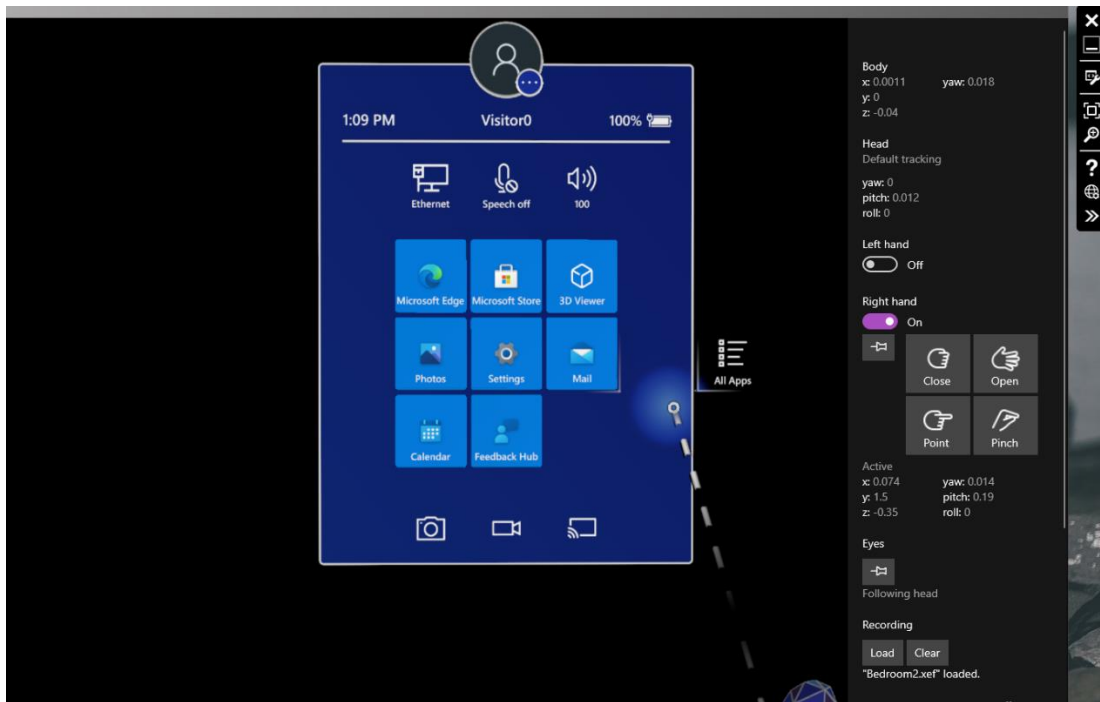 1:09 PM Visitor0 100%
Ethernet Speech off 100
Microsoft Edge Microsoft Store 3D Viewer
Photos Settings Mail
All Apps
Calendar Feedback Hub
Body
x: 0.0011 yaw: 0.018
y: 0
z: -0.04
Head
Default tracking
yaw: 0
pitch: 0.012
roll: 0
Left hand
Off
Right hand
On
Close Open
Point Pinch
Active
x: 0.074 yaw: 0.014
y: 1.5 pitch: 0.19
z: -0.35 roll: 0
Eyes
Following head
Recording
Load Clear
"Bedroom2.xef" loaded.